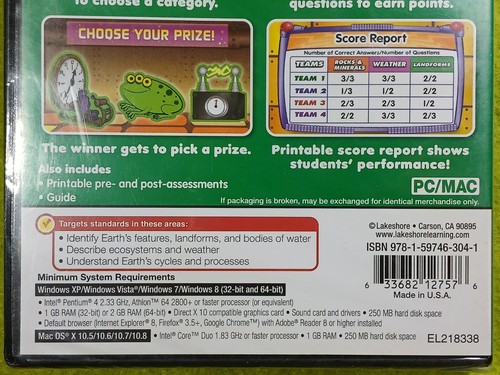 to choose a category.
questions to earn points.
CHOOSE YOUR PRIZE!
The winner gets to pick a prize.
Score Report
Number of Correct Answers/Number of Questions
TEAMS ROCKS & MINERALS WEATHER LANDFORMS
TEAM 1 3/3 3/3 2/2
TEAM 2 1/3 1/2 2/2
TEAM 3 2/3 2/3 1/2
TEAM 4 2/2 3/3 2/3
Printable score report shows
students' performance!
Also includes
• Printable pre- and post-assessments
• Guide
PC/MAC
If packaging is broken, may be exchanged for identical merchandise only.
Targets standards in these areas:
• Identify Earth's features, landforms, and bodies of water
• Describe ecosystems and weather
• Understand Earth's cycles and processes
©Lakeshore • Carson, CA 90895
www.lakeshorelearning.com
ISBN 978-1-59746-304-1
6 33682 12757 6
Made in U.S.A.
Minimum System Requirements
Windows XP/Windows Vista®/Windows 7/Windows 8 (32-bit and 64-bit)
• Intel® Pentium® 4 2.33 GHz, Athlon™ 64 2800+ or faster processor (or equivalent)
• 1 GB RAM (32-bit) or 2 GB RAM (64-bit) • Direct X 10 compatible graphics card • Sound card and drivers • 250 MB hard disk space
• Default browser (Internet Explorer® 8, Firefox® 3.5+, Google Chrome™) with Adobe® Reader 8 or higher installed
Mac OS® X 10.5/10.6/10.7/10.8 • Intel® Core™ Duo 1.83 GHz or faster processor • 1 GB RAM • 250 MB hard disk space
EL218338